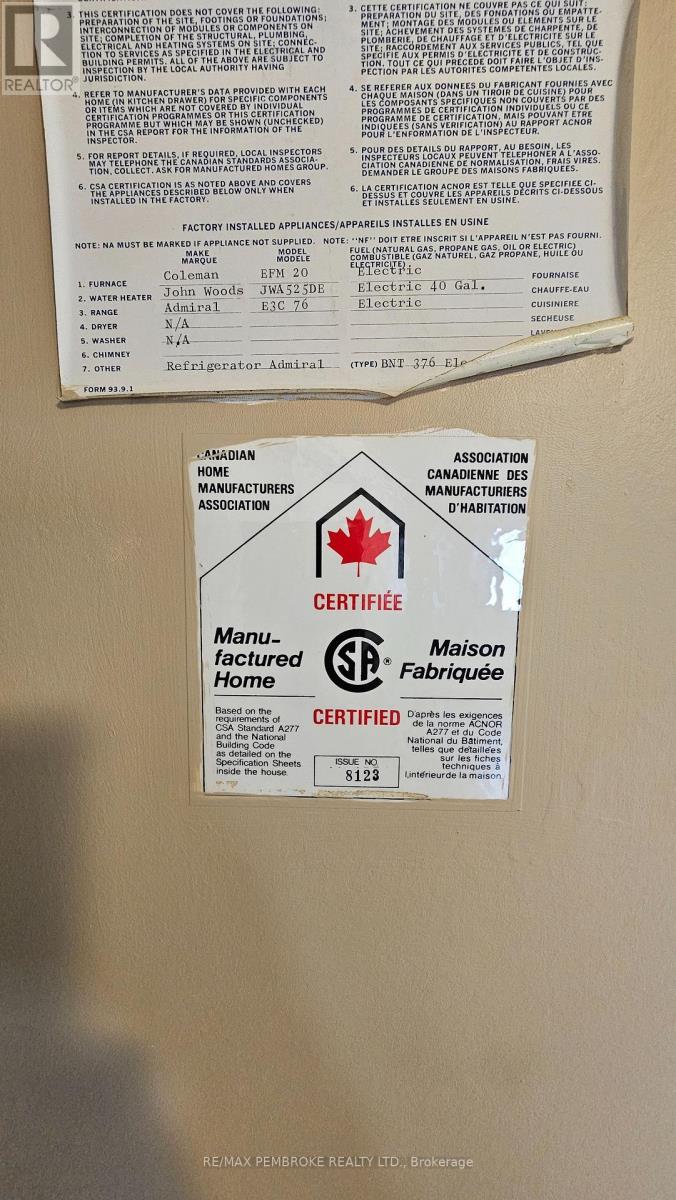 3. THIS CERTIFICATION DOES NOT COVER THE FOLLOWING:
PREPARATION OF THE SITE, FOOTINGS OR FOUNDATIONS;
INTERCONNECTION OF MODULES OR COMPONENTS ON
SITE; COMPLETION OF THE STRUCTURAL, PLUMBING,
ELECTRICAL AND HEATING SYSTEMS ON SITE; CONNEC-
TION TO SERVICES AS SPECIFIED IN THE ELECTRICAL AND
BUILDING PERMITS. ALL OF THE ABOVE ARE SUBJECT TO
INSPECTION BY THE LOCAL AUTHORITY HAVING
JURISDICTION.
4. REFER TO MANUFACTURER'S DATA PROVIDED WITH EACH
HOME (IN KITCHEN DRAWER) FOR SPECIFIC COMPONENTS
OR ITEMS WHICH ARE NOT COVERED BY INDIVIDUAL
CERTIFICATION PROGRAMMES OR THIS CERTIFICATION
PROGRAMME BUT WHICH MAY BE SHOWN (UNCHECKED)
IN THE CSA REPORT FOR THE INFORMATION OF THE
INSPECTOR.
5. FOR REPORT DETAILS, IF REQUIRED, LOCAL INSPECTORS
MAY TELEPHONE THE CANADIAN STANDARDS ASSOCIA-
TION, COLLECT. ASK FOR MANUFACTURED HOMES GROUP.
6. CSA CERTIFICATION IS AS NOTED ABOVE AND COVERS
THE APPLIANCES DESCRIBED BELOW ONLY WHEN
INSTALLED IN THE FACTORY.
3. CETTE CERTIFICATION NE COUVRE PAS CE QUI SUIT:
PREPARATION DU SITE, DES FONDATIONS OU EMPATTE-
MENT; MONTAGE DES MODULES OU ELEMENTS SUR LE
SITE; ACHEVEMENT DES SYSTEMES DE CHARPENTE, DE
PLOMBERIE, DE CHAUFFAGE ET D'ELECTRICITE SUR LE
SITE; RACCORDEMENT AUX SERVICES PUBLICS, TEL QUE
SPECIFIE AUX PERMIS D'ELECTRICITE ET DE CONSTRUC-
TION. TOUT CE QUI PRECEDE DOIT FAIRE L'OBJET D'INS-
PECTION PAR LES AUTORITES COMPETENTES LOCALES.
4. SE REFERER AUX DONNEES DU FABRICANT FOURNIES AVEC
CHAQUE MAISON (DANS UN TIROIR DE CUISINE) POUR
LES COMPOSANTS SPECIFIQUES NON COUVERTS PAR DES
PROGRAMMES DE CERTIFICATION INDIVIDUELS OU CE
PROGRAMME DE CERTIFICATION, MAIS POUVANT ETRE
INDIQUEES (SANS VERIFICATION) AU RAPPORT ACNOR
POUR L'ENFORMATION DE L'INSPECTEUR.
5. POUR DES DETAILS DU RAPPORT, AU BESOIN, LES
INSPECTEURS LOCAUX PEUVENT TELEPHONER A L'ASSO-
CIATION CANADIENNE DE NORMALISATION, FRAIS VIRES.
DEMANDER LE GROUPE DES MAISONS FABRIQUEES.
6. LA CERTIFICATION ACNOR EST TELLE QUE SPECIFIEE CI-
DESSUS ET COUVRE LES APPAREILS DÉCRITS CI-DESSOUS
ET INSTALLES SEULEMENT EN USINE.
FACTORY INSTALLED APPLIANCES/APPAREILS INSTALLES EN USINE
NOTE: NA MUST BE MARKED IF APPLIANCE NOT SUPPLIED. NOTE: "NF" DOIT ETRE INSCRIT SI L'APPAREIL N'EST PAS FOURNI.
MAKE MODEL FUEL (NATURAL GAS, PROPANE GAS, OIL OR ELECTRIC)
MARQUE MODELE COMBUSTIBLE (GAZ NATUREL, GAZ PROPANE, HUILE OU
ELECTRICITE)
1. FURNACE Coleman EFM 20 Electric FOURNAISE
2. WATER HEATER John Woods JWA525DE Electric 40 Gal. CHAUFFE-EAU
3. RANGE Admiral E3C 76 Electric CUISINIERE
4. DRYER N/A SECHEUSE
5. WASHER N/A
6. CHIMNEY
7. OTHER Refrigerator Admiral (TYPE) BNT 376
FORM 93.9.1
CANADIAN
HOME
MANUFACTURERS
ASSOCIATION
ASSOCIATION
CANADIENNE DES
MANUFACTURIERS
D'HABITATION
CERTIFIÉE
Manu-
factured
Home
CSA®
Maison
Fabriquée
CERTIFIED
Based on the
requirements of
CSA Standard A277
and the National
Building Code
as detailed on the
Specification Sheets
inside the house.
D'après les exigences
de la norme ACNOR
A277 et du Code
National du Bâtiment,
telles que détaillées
sur les fiches
techniques à
l'intérieur de la maison.
ISSUE NO.
8123
REALTOR®
RE/MAX PEMBROKE REALTY LTD., Brokerage